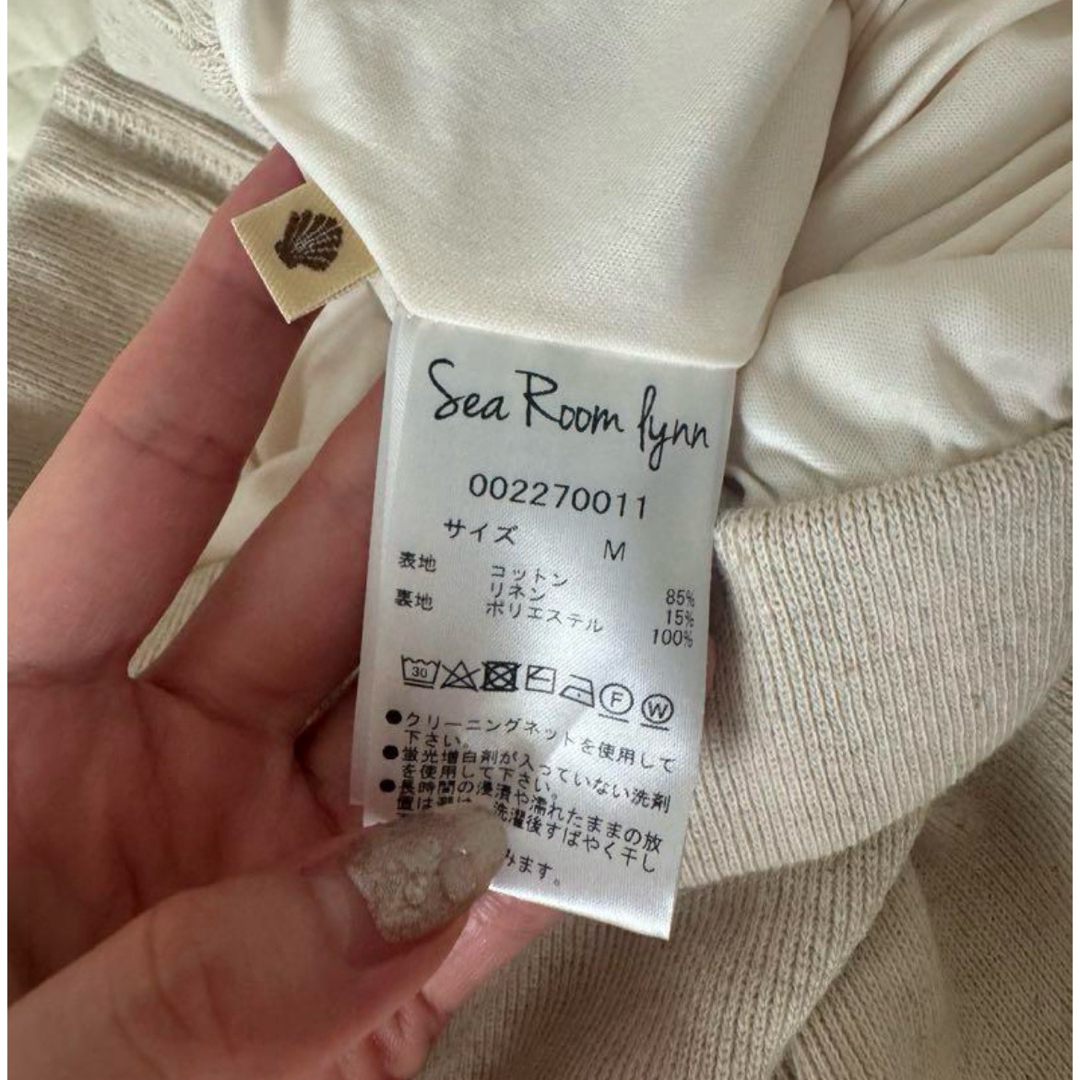 Sea Room lynn
002270011
サイズ M
表地 コットン 85%
リネン 15%
裏地 ポリエステル 100%
30 F W
●クリーニングネットを使用して
下さい。
●蛍光増白剤が入っていない洗剤
を使用して下さい。
●長時間の浸漬や濡れたままの放
置は避け 洗濯後すばやく干し
みます。